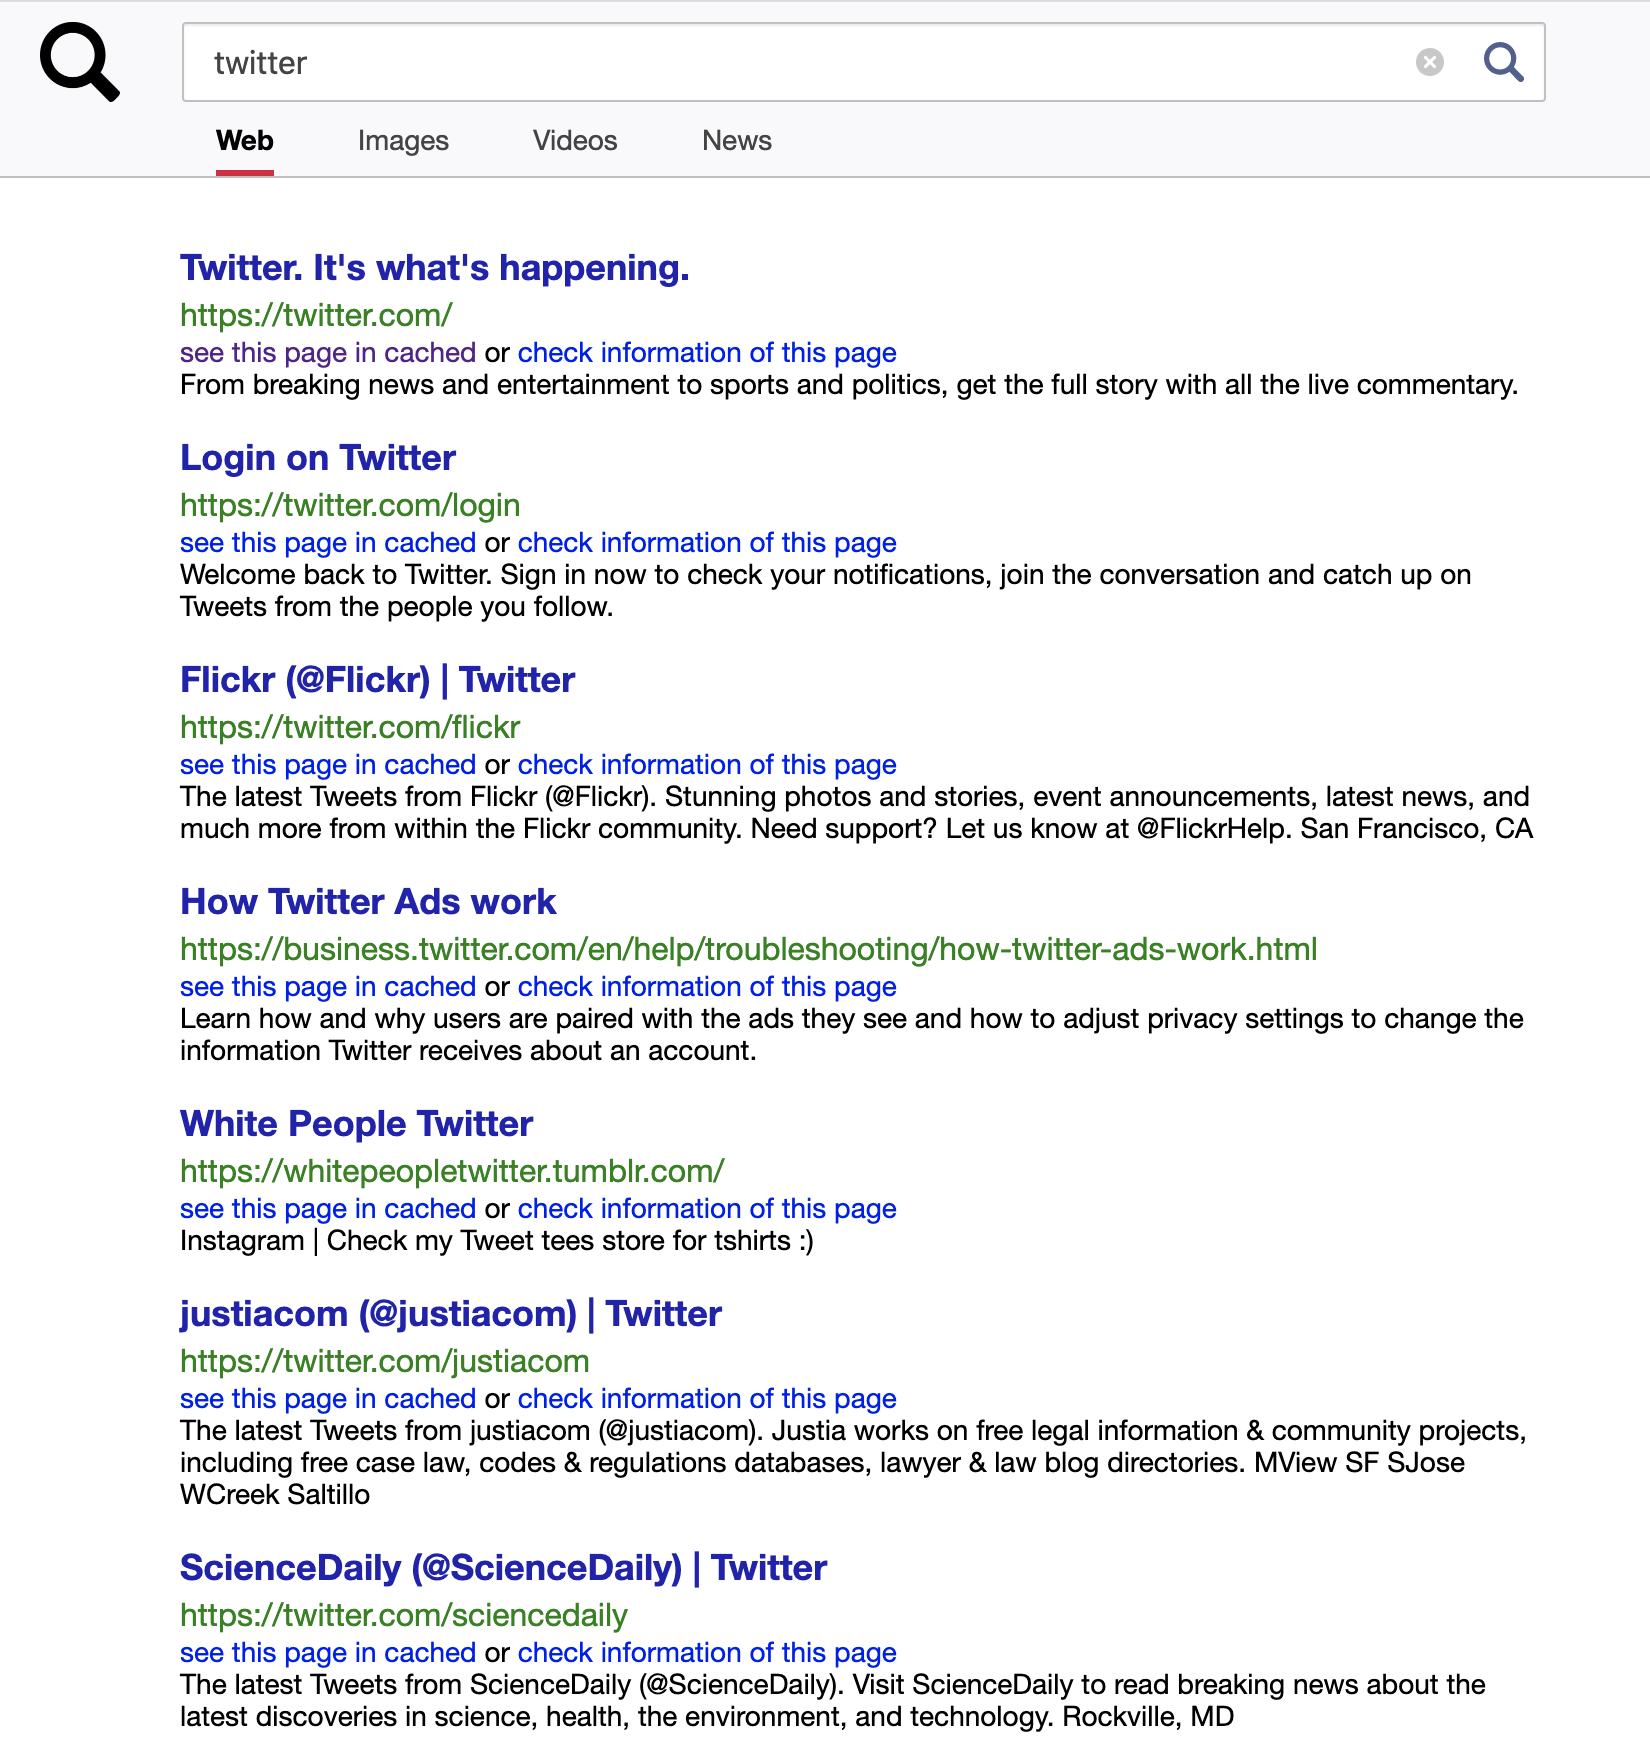 twitter
Web Images Videos News
Twitter. It's what's happening.
https://twitter.com/
see this page in cached or check information of this page
From breaking news and entertainment to sports and politics, get the full story with all the live commentary.
Login on Twitter
https://twitter.com/login
see this page in cached or check information of this page
Welcome back to Twitter. Sign in now to check your notifications, join the conversation and catch up on
Tweets from the people you follow.
Flickr (@Flickr) | Twitter
https://twitter.com/flickr
see this page in cached or check information of this page
The latest Tweets from Flickr (@Flickr). Stunning photos and stories, event announcements, latest news, and
much more from within the Flickr community. Need support? Let us know at @FlickrHelp. San Francisco, CA
How Twitter Ads work
https://business.twitter.com/en/help/troubleshooting/how-twitter-ads-work.html
see this page in cached or check information of this page
Learn how and why users are paired with the ads they see and how to adjust privacy settings to change the
information Twitter receives about an account.
White People Twitter
https://whitepeopletwitter.tumblr.com/
see this page in cached or check information of this page
Instagram | Check my Tweet tees store for tshirts :)
justiacom (@justiacom) | Twitter
https://twitter.com/justiacom
see this page in cached or check information of this page
The latest Tweets from justiacom (@justiacom). Justia works on free legal information & community projects,
including free case law, codes & regulations databases, lawyer & law blog directories. MView SF SJose
WCreek Saltillo
ScienceDaily (@ScienceDaily) | Twitter
https://twitter.com/sciencedaily
see this page in cached or check information of this page
The latest Tweets from ScienceDaily (@ScienceDaily). Visit ScienceDaily to read breaking news about the
latest discoveries in science, health, the environment, and technology. Rockville, MD